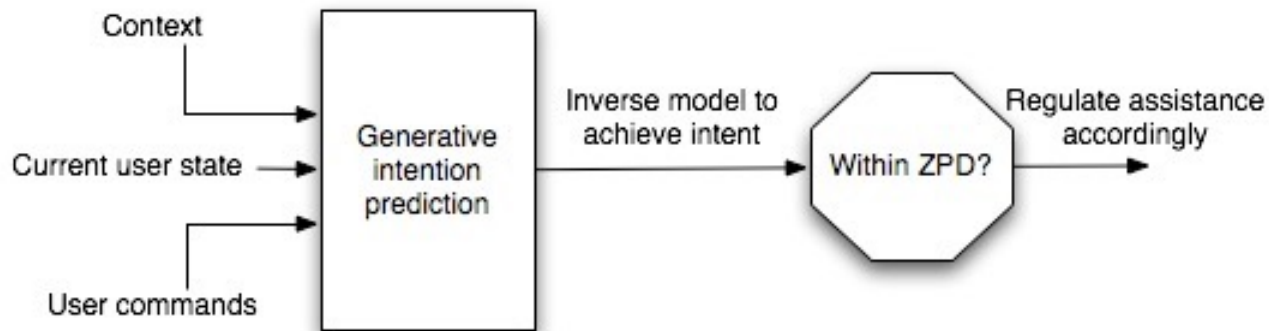 Context
Current user state
User commands
Generative
intention
prediction
Inverse model to
achieve intent
Within ZPD?
Regulate assistance
accordingly